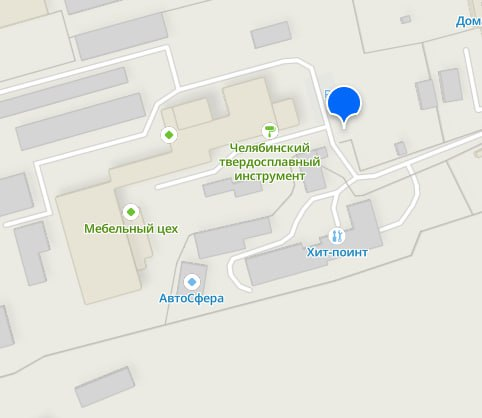 Дом
Челябинский
твердосплавный
инструмент
Мебельный цех
Хит-поинт
АвтоСфера